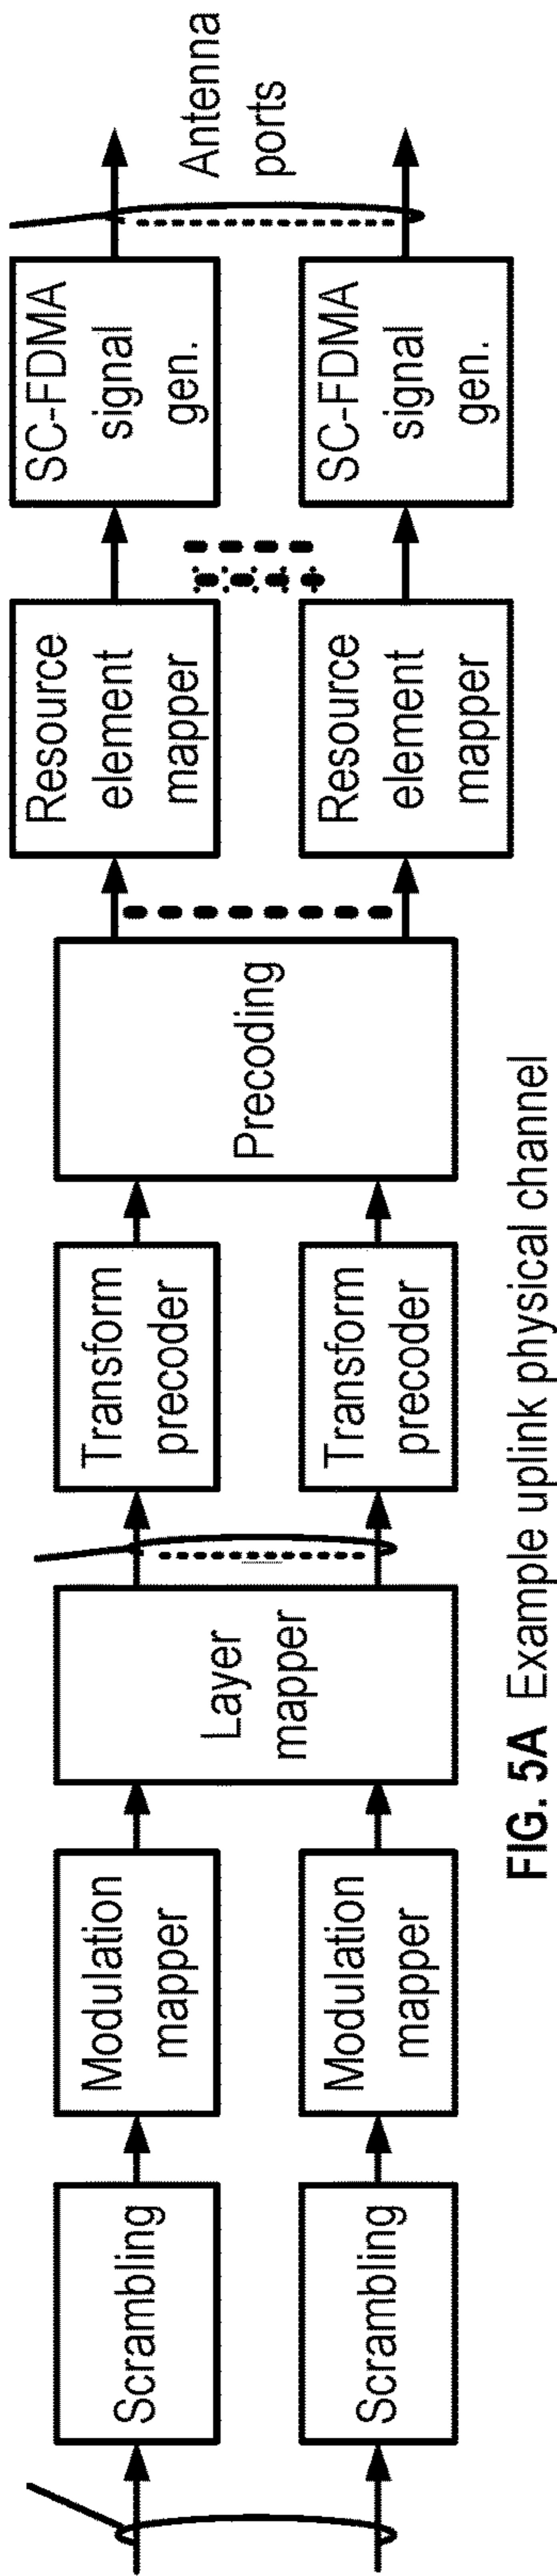 Scrambling
Scrambling
Modulation
mapper
Modulation
mapper
Layer
mapper
Transform
precoder
Transform
precoder
Precoding
Resource
element
mapper
Resource
element
mapper
SC-FDMA
signal
gen.
SC-FDMA
signal
gen.
Antenna
ports
FIG. 5A Example uplink physical channel